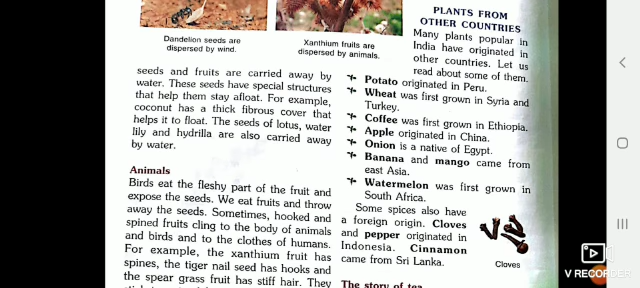 Dandelion seeds are
dispersed by wind.
Xanthium fruits are
dispersed by animals.
seeds and fruits are carried away by
water. These seeds have special structures
that help them stay afloat. For example,
coconut has a thick fibrous cover that
helps it to float. The seeds of lotus, water
lily and hydrilla are also carried away
by water.
Animals
Birds eat the fleshy part of the fruit and
expose the seeds. We eat fruits and throw
away the seeds. Sometimes, hooked and
spined fruits cling to the body of animals
and birds and to the clothes of humans.
For example, the xanthium fruit has
spines, the tiger nail seed has hooks and
the spear grass fruit has stiff hair. They
PLANTS FROM
OTHER COUNTRIES
Many plants popular in
India have originated in
other countries. Let us
read about some of them.
Potato originated in Peru.
Wheat was first grown in Syria and
Turkey.
Coffee was first grown in Ethiopia.
Apple originated in China.
Onion is a native of Egypt.
Banana and mango came from
east Asia.
Watermelon was first grown in
South Africa.
Some spices also have
a foreign origin. Cloves
and pepper originated in
Indonesia. Cinnamon
came from Sri Lanka.
Cloves
The story of tea
V RECORDER